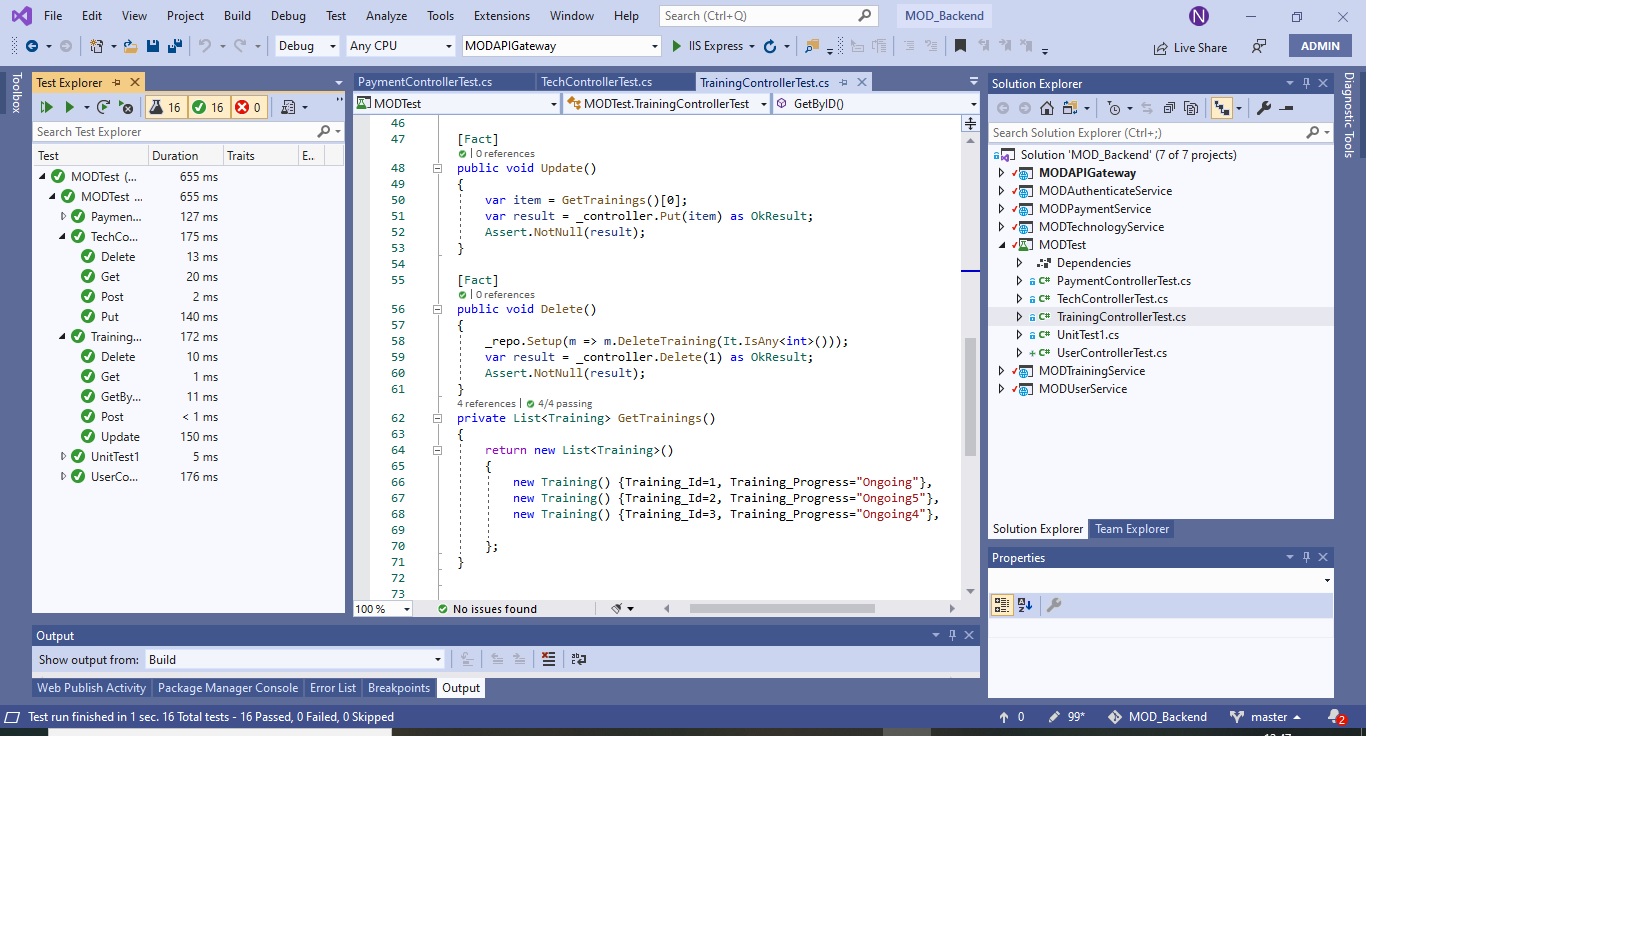 File Edit View Project Build Debug Test Analyze Tools Extensions Window Help Search (Ctrl+Q) MOD_Backend N
Debug Any CPU MODAPIGateway IIS Express Live Share ADMIN
Toolbox
Test Explorer
16 16 0
Search Test Explorer
Test Duration Traits E..
MODTest (... 655 ms
MODTest ... 655 ms
Paymen... 127 ms
TechCo... 175 ms
Delete 13 ms
Get 20 ms
Post 2 ms
Put 140 ms
Training... 172 ms
Delete 10 ms
Get 1 ms
GetBy... 11 ms
Post < 1 ms
Update 150 ms
UnitTest1 5 ms
UserCo... 176 ms
PaymentControllerTest.cs TechControllerTest.cs TrainingControllerTest.cs
MODTest MODTest.TrainingControllerTest GetByID()
46
47 [Fact]
0 references
48 public void Update()
49 {
50 var item = GetTrainings()[0];
51 var result = _controller.Put(item) as OkResult;
52 Assert.NotNull(result);
53 }
54
55 [Fact]
0 references
56 public void Delete()
57 {
58 _repo.Setup(m => m.DeleteTraining(It.IsAny<int>()));
59 var result = _controller.Delete(1) as OkResult;
60 Assert.NotNull(result);
61 }
4 references | 4/4 passing
62 private List<Training> GetTrainings()
63 {
64 return new List<Training>()
65 {
66 new Training() {Training_Id=1, Training_Progress="Ongoing"},
67 new Training() {Training_Id=2, Training_Progress="Ongoing5"},
68 new Training() {Training_Id=3, Training_Progress="Ongoing4"},
69
70 };
71 }
72
73
100 % No issues found
Solution Explorer
Search Solution Explorer (Ctrl+;)
Solution 'MOD_Backend' (7 of 7 projects)
MODAPIGateway
MODAuthenticateService
MODPaymentService
MODTechnologyService
MODTest
Dependencies
C# PaymentControllerTest.cs
C# TechControllerTest.cs
C# TrainingControllerTest.cs
C# UnitTest1.cs
C# UserControllerTest.cs
MODTrainingService
MODUserService
Solution Explorer Team Explorer
Properties
Diagnostic Tools
Output
Show output from: Build
Web Publish Activity Package Manager Console Error List Breakpoints Output
Test run finished in 1 sec. 16 Total tests - 16 Passed, 0 Failed, 0 Skipped 0 99* MOD_Backend master 2